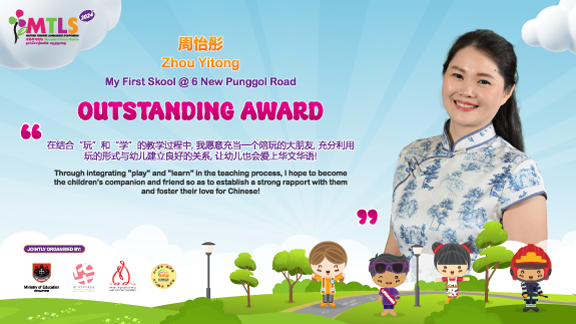 MTLS
2024
周怡彤
Zhou Yitong
My First Skool @ 6 New Punggol Road
OUTSTANDING AWARD
“
在结合“玩”和“学”的教学过程中, 我愿意充当一个陪玩的大朋友, 充分利用
玩的形式与幼儿建立良好的关系, 让幼儿也会爱上华文华语!
Through integrating "play" and "learn" in the teaching process, I hope to become
the children's companion and friend so as to establish a strong rapport with them
and foster their love for Chinese!
”
JOINTLY ORGANISED BY:
Ministry of Education
SINGAPORE